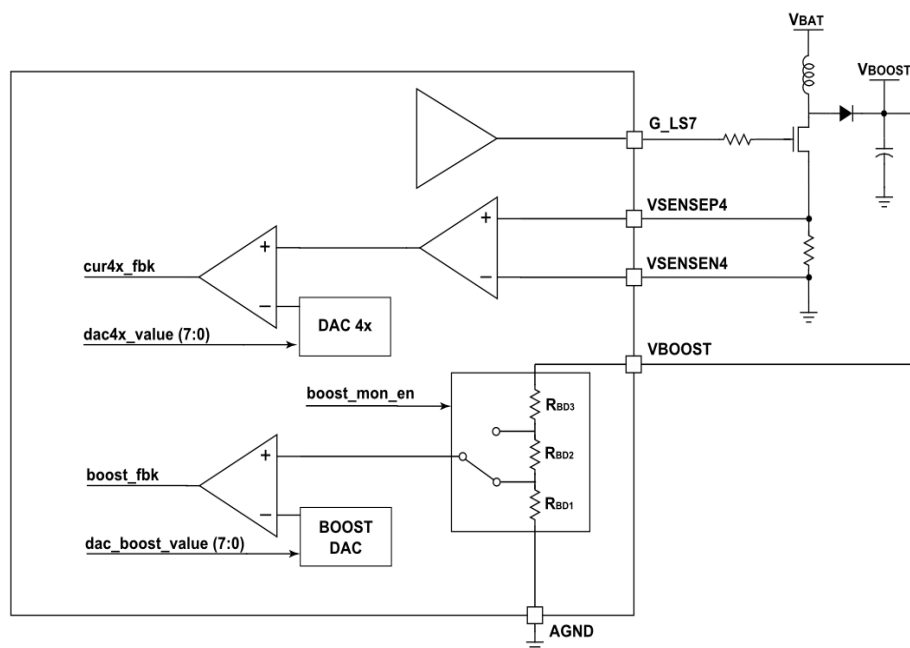 VBAT
VBOOST
G_LS7
VSENSEP4
+
+
cur4x_fbk
−
VSENSEN4
−
DAC 4x
dac4x_value (7:0)
VBOOST
boost_mon_en
RBD3
RBD2
+
boost_fbk
RBD1
−
BOOST
DAC
dac_boost_value (7:0)
AGND